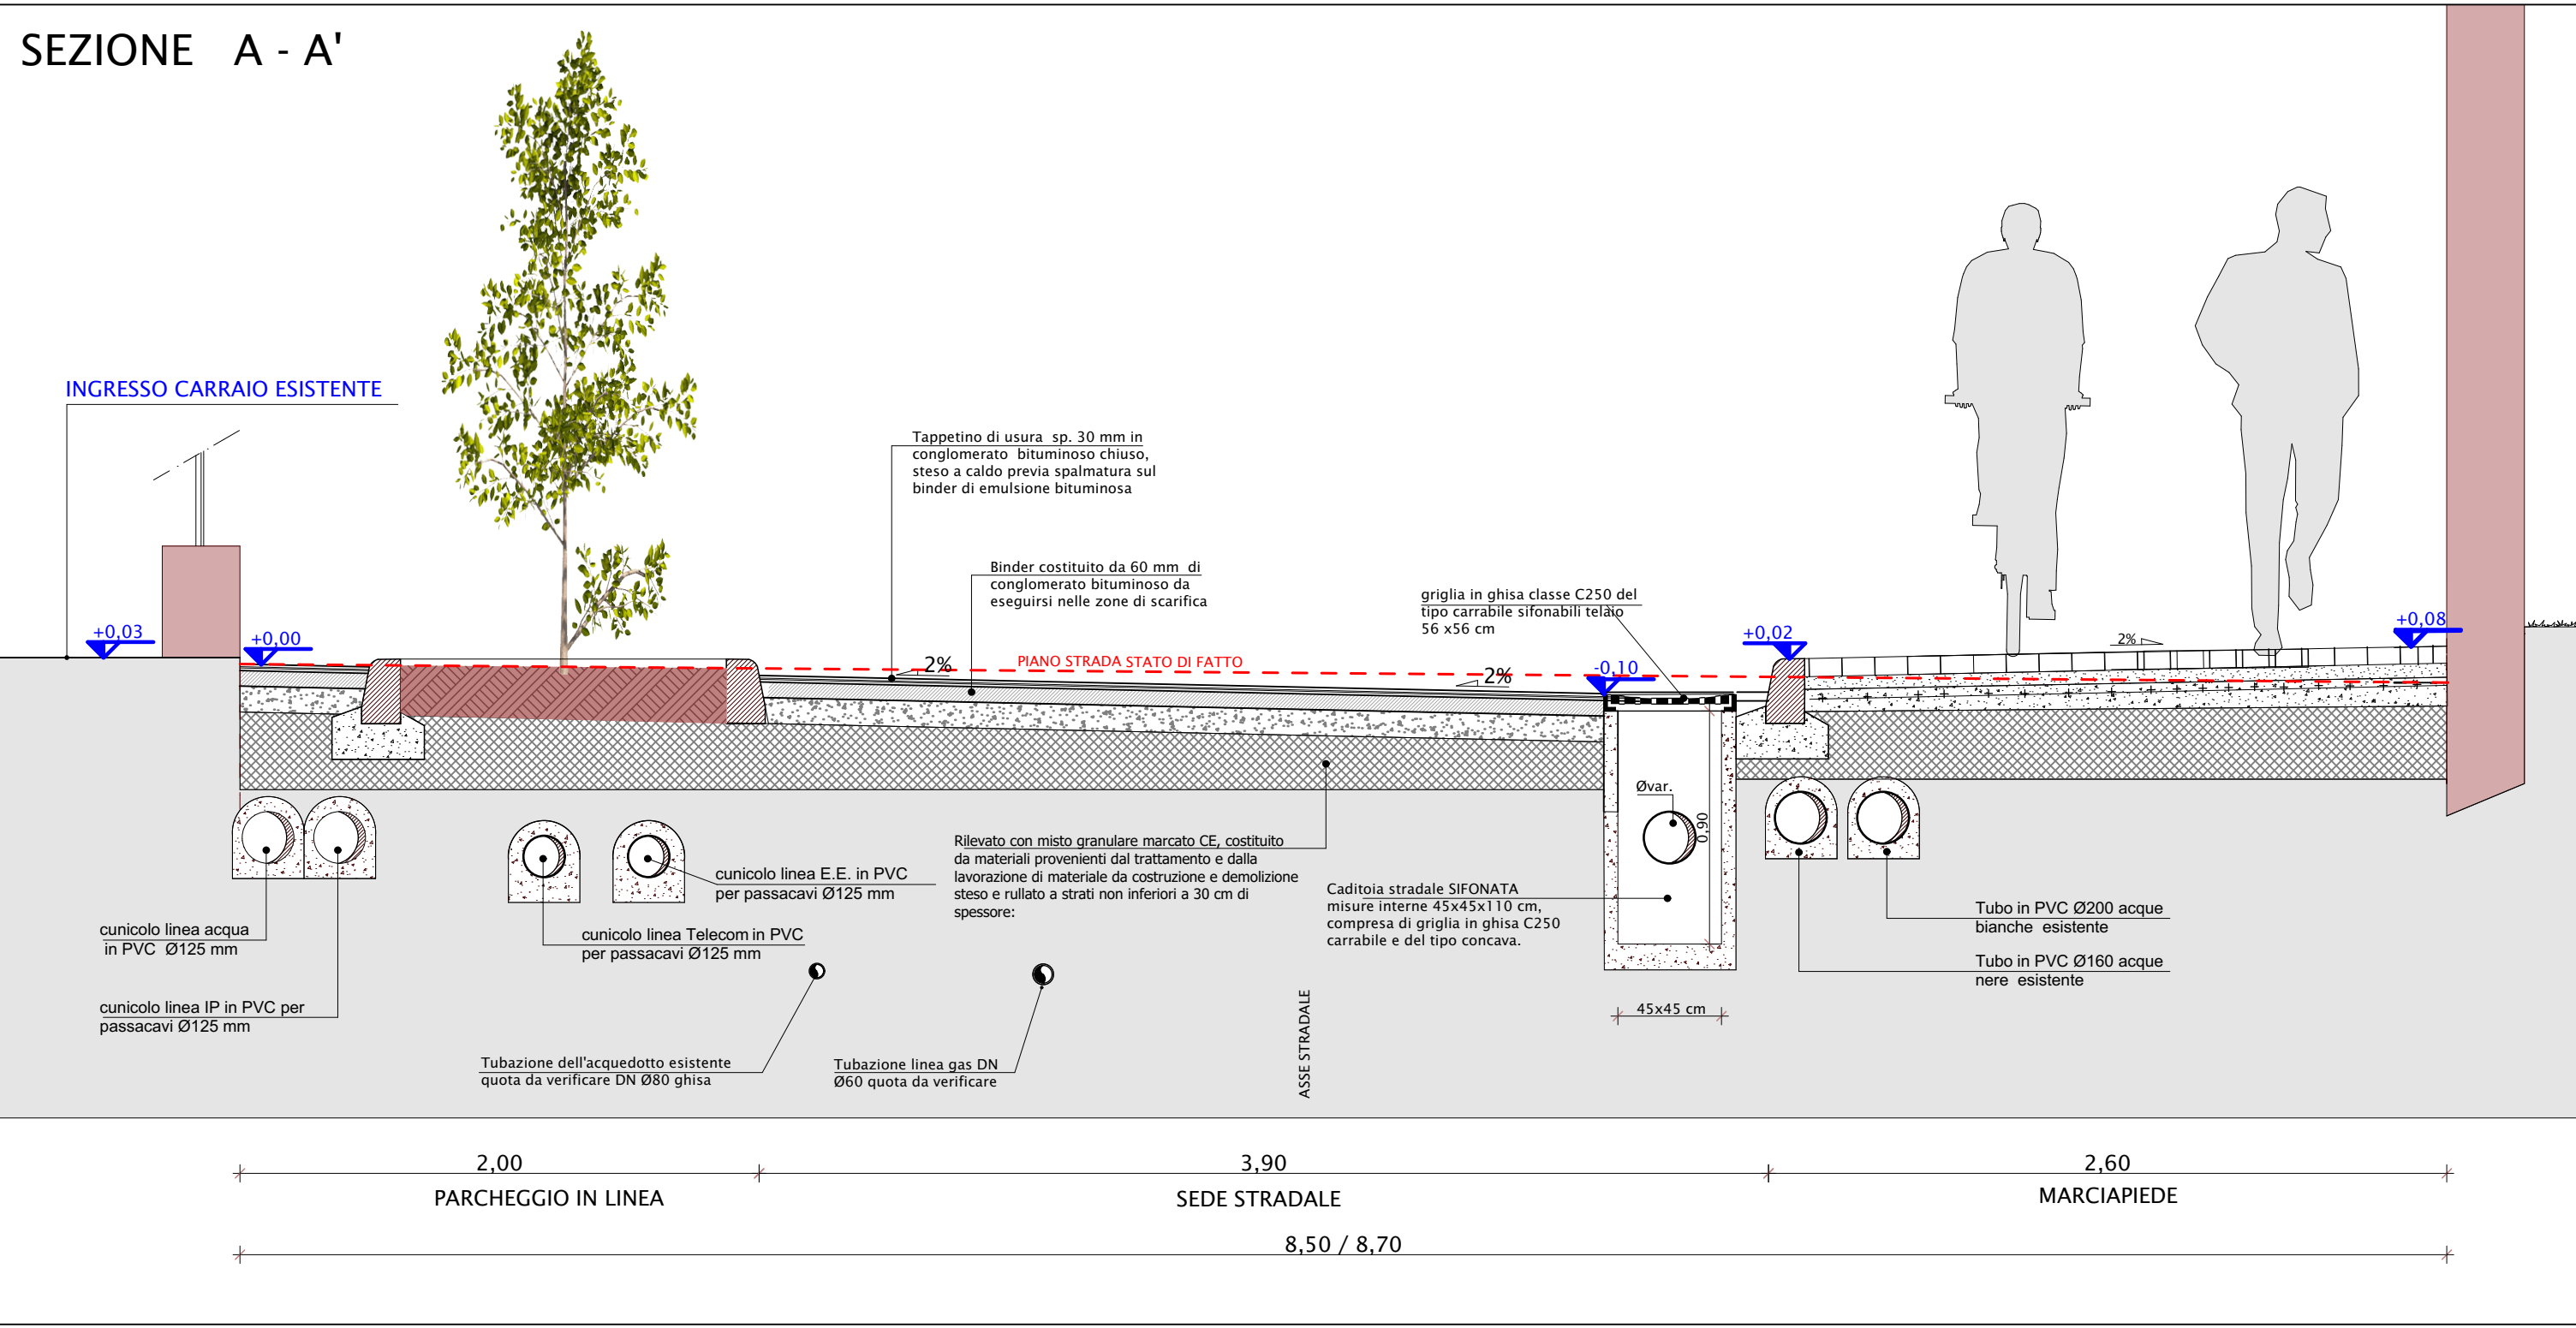 SEZIONE A - A'
INGRESSO CARRAIO ESISTENTE
Tappetino di usura sp. 30 mm in
conglomerato bituminoso chiuso,
steso a caldo previa spalmatura sul
binder di emulsione bituminosa
Binder costituito da 60 mm di
conglomerato bituminoso da
eseguirsi nelle zone di scarifica
griglia in ghisa classe C250 del
tipo carrabile sifonabili telaio
56 x56 cm
+0,03
+0,00
+0,02
+0,08
2%
PIANO STRADA STATO DI FATTO
2%
2%
-0,10
Øvar.
0,90
Rilevato con misto granulare marcato CE, costituito
da materiali provenienti dal trattamento e dalla
lavorazione di materiale da costruzione e demolizione
steso e rullato a strati non inferiori a 30 cm di
spessore:
cunicolo linea E.E. in PVC
per passacavi Ø125 mm
Caditoia stradale SIFONATA
misure interne 45x45x110 cm,
compresa di griglia in ghisa C250
carrabile e del tipo concava.
cunicolo linea acqua
in PVC Ø125 mm
cunicolo linea Telecom in PVC
per passacavi Ø125 mm
Tubo in PVC Ø200 acque
bianche esistente
Tubo in PVC Ø160 acque
nere esistente
cunicolo linea IP in PVC per
passacavi Ø125 mm
45x45 cm
ASSE STRADALE
Tubazione dell'acquedotto esistente
quota da verificare DN Ø80 ghisa
Tubazione linea gas DN
Ø60 quota da verificare
2,00
3,90
2,60
PARCHEGGIO IN LINEA
SEDE STRADALE
MARCIAPIEDE
8,50 / 8,70